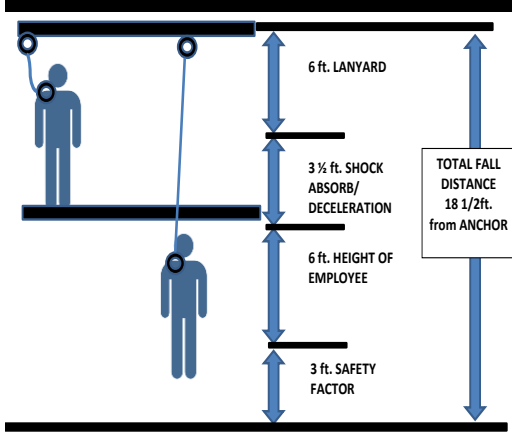 6 ft. LANYARD
3 ½ ft. SHOCK
ABSORB/
DECELERATION
6 ft. HEIGHT OF
EMPLOYEE
3 ft. SAFETY
FACTOR
TOTAL FALL
DISTANCE
18 1/2ft.
from ANCHOR